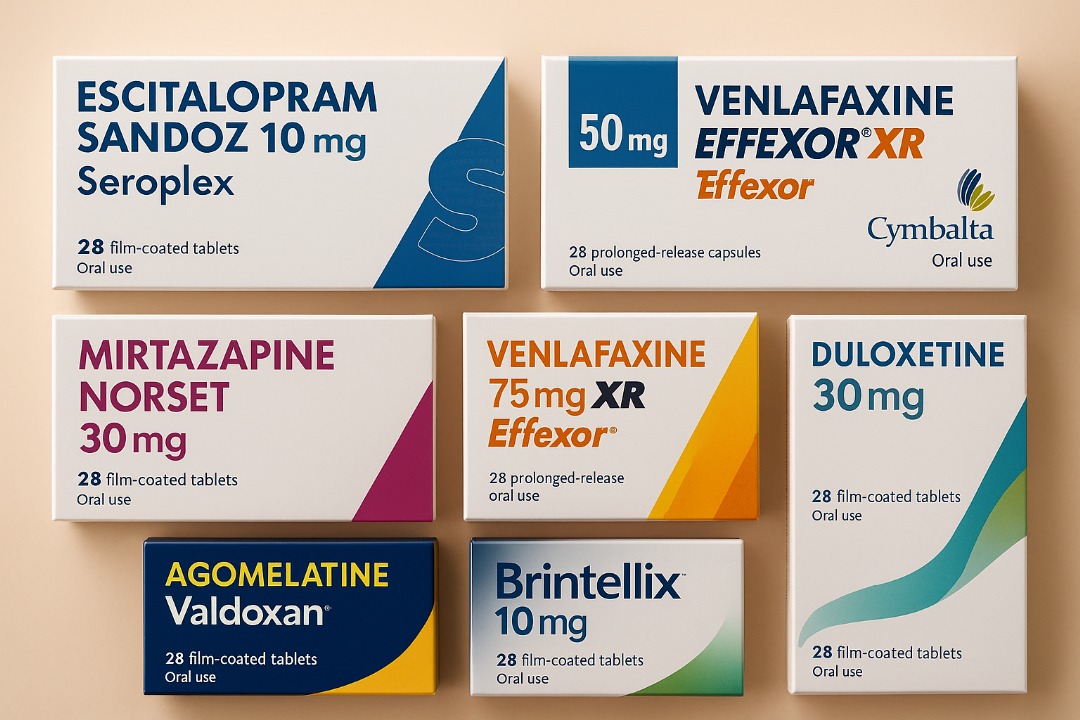 ESCITALOPRAM
SANDOZ 10 mg
Seroplex
28 film-coated tablets
Oral use
S
50 mg
VENLAFAXINE
EFFEXOR® XR
Effexor
Cymbalta
28 prolonged-release capsules
Oral use
Oral use
MIRTAZAPINE
NORSET
30 mg
28 film-coated tablets
Oral use
VENLAFAXINE
75 mg XR
Effexor®
28 prolonged-release
oral use
DULOXETINE
30 mg
28 film-coated tablets
Oral use
28 film-coated tablets
Oral use
AGOMELATINE
Valdoxan®
28 film-coated tablets
Oral use
Brintellix™
10 mg
28 film-coated tablets
Oral use